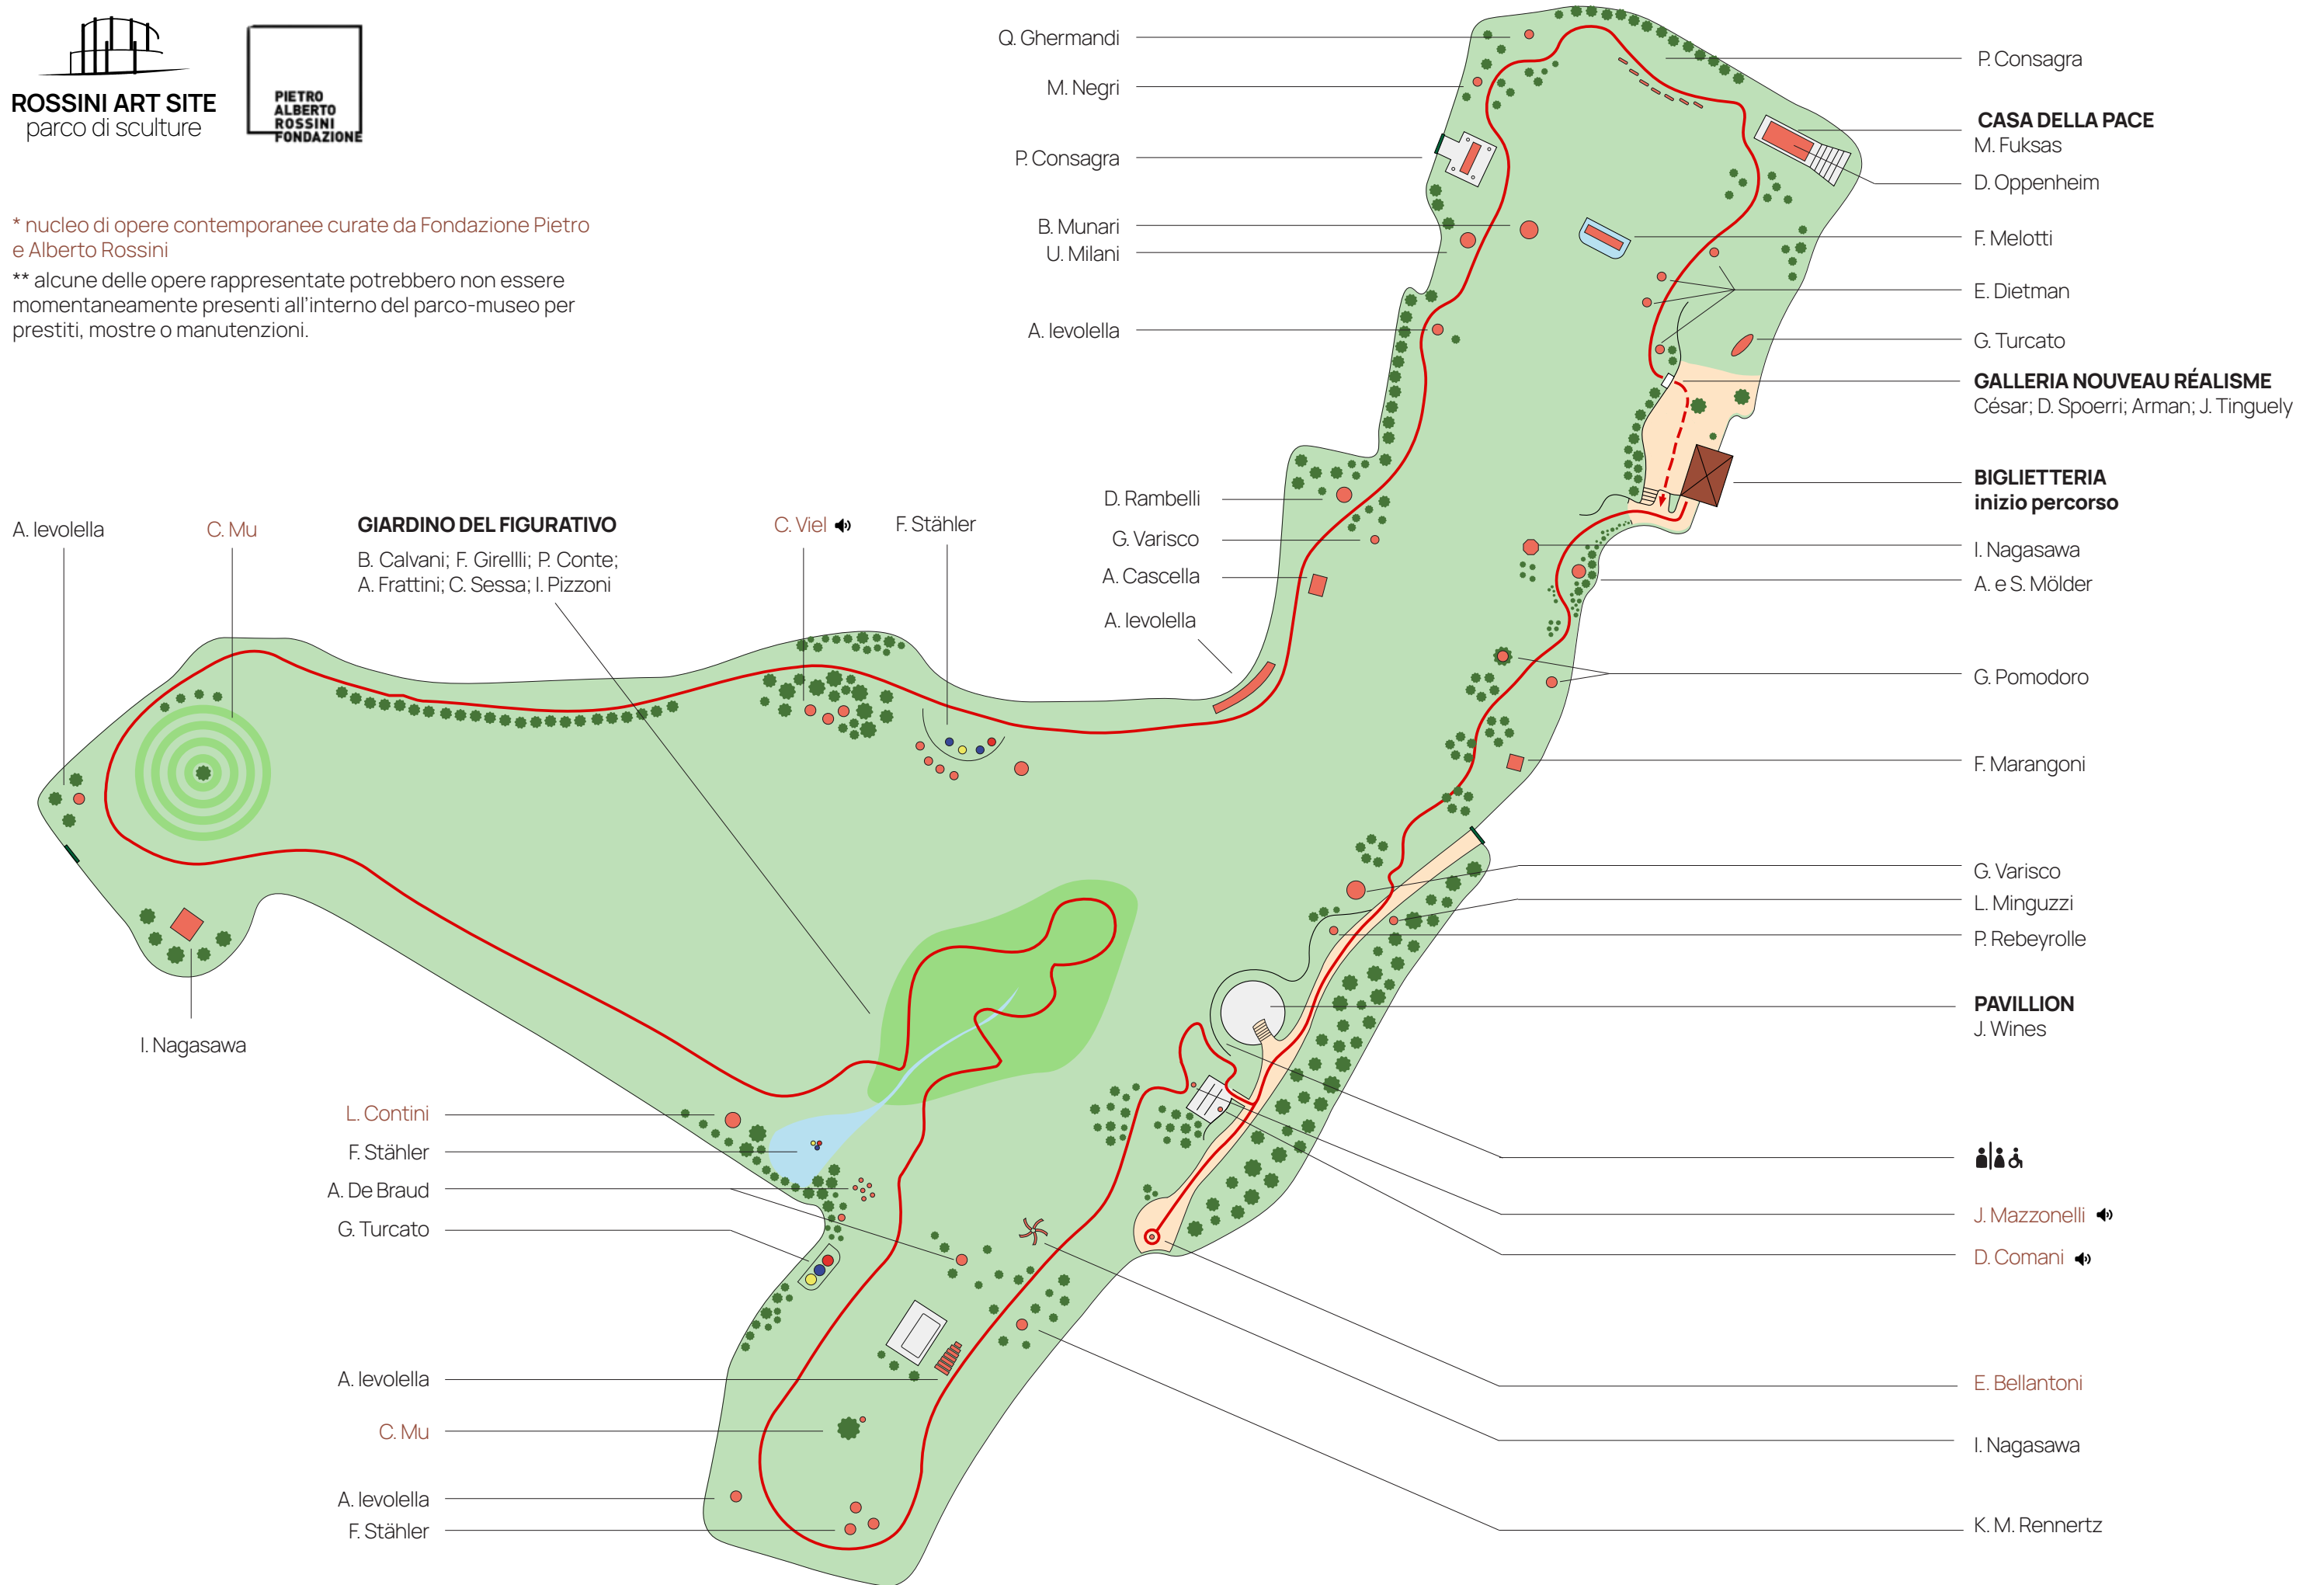 ROSSINI ART SITE
parco di sculture
PIETRO
ALBERTO
ROSSINI
FONDAZIONE
* nucleo di opere contemporanee curate da Fondazione Pietro
e Alberto Rossini
** alcune delle opere rappresentate potrebbero non essere
momentaneamente presenti all'interno del parco-museo per
prestiti, mostre o manutenzioni.
Q. Ghermandi
M. Negri
P. Consagra
B. Munari
U. Milani
A. Ievolella
D. Rambelli
G. Varisco
A. Cascella
A. Ievolella
P. Consagra
CASA DELLA PACE
M. Fuksas
D. Oppenheim
F. Melotti
E. Dietman
G. Turcato
GALLERIA NOUVEAU RÉALISME
César; D. Spoerri; Arman; J. Tinguely
BIGLIETTERIA
inizio percorso
I. Nagasawa
A. e S. Mölder
G. Pomodoro
F. Marangoni
G. Varisco
L. Minguzzi
P. Rebeyrolle
PAVILLION
J. Wines
J. Mazzonelli
D. Comani
E. Bellantoni
I. Nagasawa
K. M. Rennertz
A. Ievolella
C. Mu
GIARDINO DEL FIGURATIVO
B. Calvani; F. Girellli; P. Conte;
A. Frattini; C. Sessa; I. Pizzoni
C. Viel
F. Stähler
I. Nagasawa
L. Contini
F. Stähler
A. De Braud
G. Turcato
A. Ievolella
C. Mu
A. Ievolella
F. Stähler